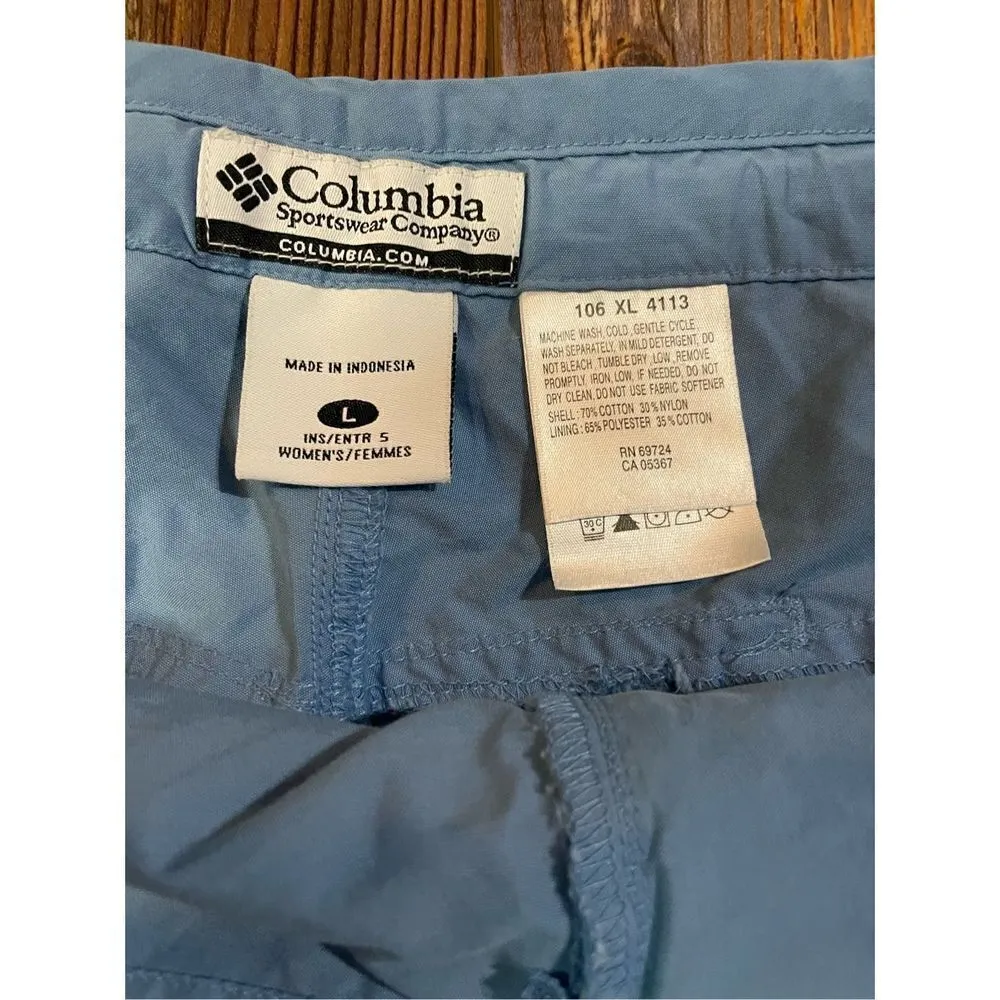 Columbia
Sportswear Company®
COLUMBIA.COM
MADE IN INDONESIA
L
INS/ENTR 5
WOMEN'S/FEMMES
106 XL 4113
MACHINE WASH, COLD, GENTLE CYCLE
WASH SEPARATELY, IN MILD DETERGENT, DO
NOT BLEACH, TUMBLE DRY, LOW, REMOVE
PROMPTLY, IRON, LOW, IF NEEDED, DO NOT
DRY CLEAN, DO NOT USE FABRIC SOFTENER
SHELL: 70% COTTON 30% NYLON
LINING: 65% POLYESTER 35% COTTON
RN 69724
CA 05367
30 C